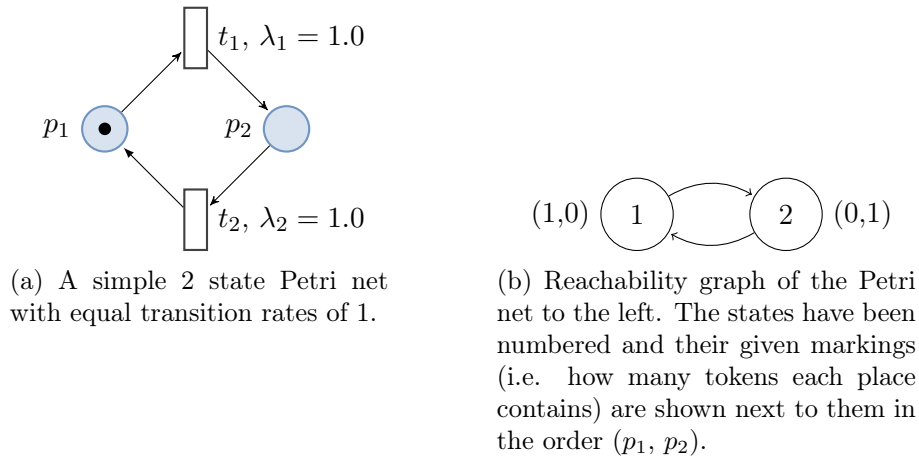 t₁, λ₁ = 1.0
p₁
p₂
t₂, λ₂ = 1.0
(a) A simple 2 state Petri net
with equal transition rates of 1.
(1,0)
1
2
(0,1)
(b) Reachability graph of the Petri
net to the left. The states have been
numbered and their given markings
(i.e. how many tokens each place
contains) are shown next to them in
the order (p₁, p₂).